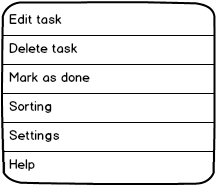 Edit task
Delete task
Mark as done
Sorting
Settings
Help